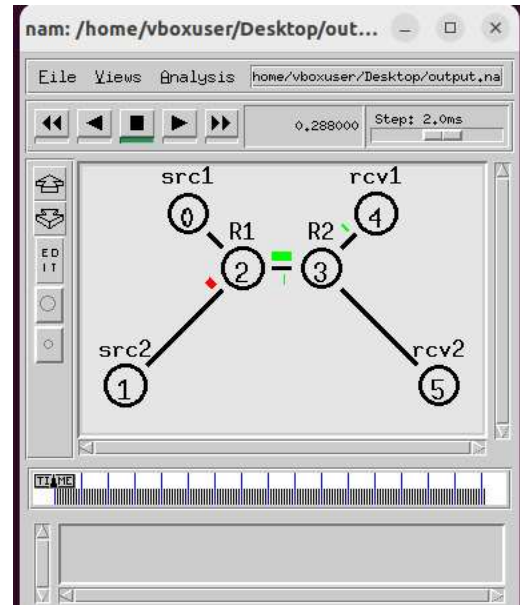 nam: /home/vboxuser/Desktop/out...
File Views Analysis home/vboxuser/Desktop/output.na
0.288000 Step: 2.0ms
src1 rcv1
0 4
R1 R2
ED
IT
2 3
src2 rcv2
1 5
TIME